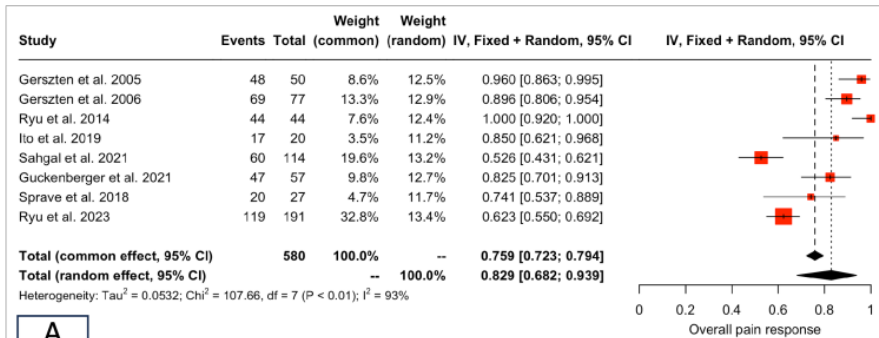 Weight Weight
Study Events Total (common) (random) IV, Fixed + Random, 95% CI IV, Fixed + Random, 95% CI
Gerszten et al. 2005 48 50 8.6% 12.5% 0.960 [0.863; 0.995]
Gerszten et al. 2006 69 77 13.3% 12.9% 0.896 [0.806; 0.954]
Ryu et al. 2014 44 44 7.6% 12.4% 1.000 [0.920; 1.000]
Ito et al. 2019 17 20 3.5% 11.2% 0.850 [0.621; 0.968]
Sahgal et al. 2021 60 114 19.6% 13.2% 0.526 [0.431; 0.621]
Guckenberger et al. 2021 47 57 9.8% 12.7% 0.825 [0.701; 0.913]
Sprave et al. 2018 20 27 4.7% 11.7% 0.741 [0.537; 0.889]
Ryu et al. 2023 119 191 32.8% 13.4% 0.623 [0.550; 0.692]
Total (common effect, 95% CI) 580 100.0% -- 0.759 [0.723; 0.794]
Total (random effect, 95% CI) -- 100.0% 0.829 [0.682; 0.939]
Heterogeneity: Tau² = 0.0532; Chi² = 107.66, df = 7 (P < 0.01); I² = 93%
0 0.2 0.4 0.6 0.8 1
Overall pain response
A